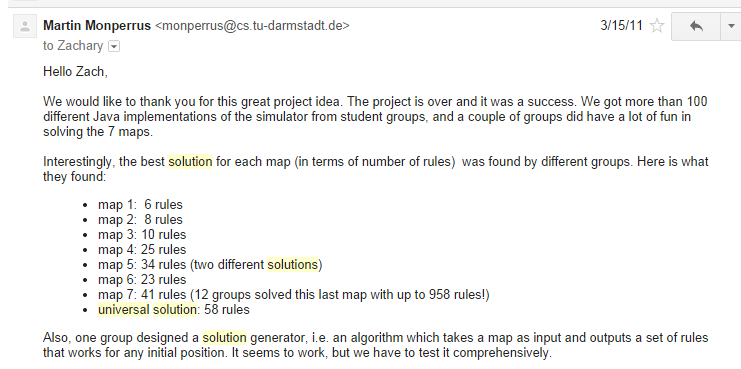 Martin Monperrus <monperrus@cs.tu-darmstadt.de> 3/15/11
to Zachary
Hello Zach,
We would like to thank you for this great project idea. The project is over and it was a success. We got more than 100
different Java implementations of the simulator from student groups, and a couple of groups did have a lot of fun in
solving the 7 maps.
Interestingly, the best solution for each map (in terms of number of rules)  was found by different groups. Here is what
they found:
• map 1:  6 rules
• map 2:  8 rules
• map 3: 10 rules
• map 4: 25 rules
• map 5: 34 rules (two different solutions)
• map 6: 23 rules
• map 7: 41 rules (12 groups solved this last map with up to 958 rules!)
• universal solution: 58 rules
Also, one group designed a solution generator, i.e. an algorithm which takes a map as input and outputs a set of rules
that works for any initial position. It seems to work, but we have to test it comprehensively.